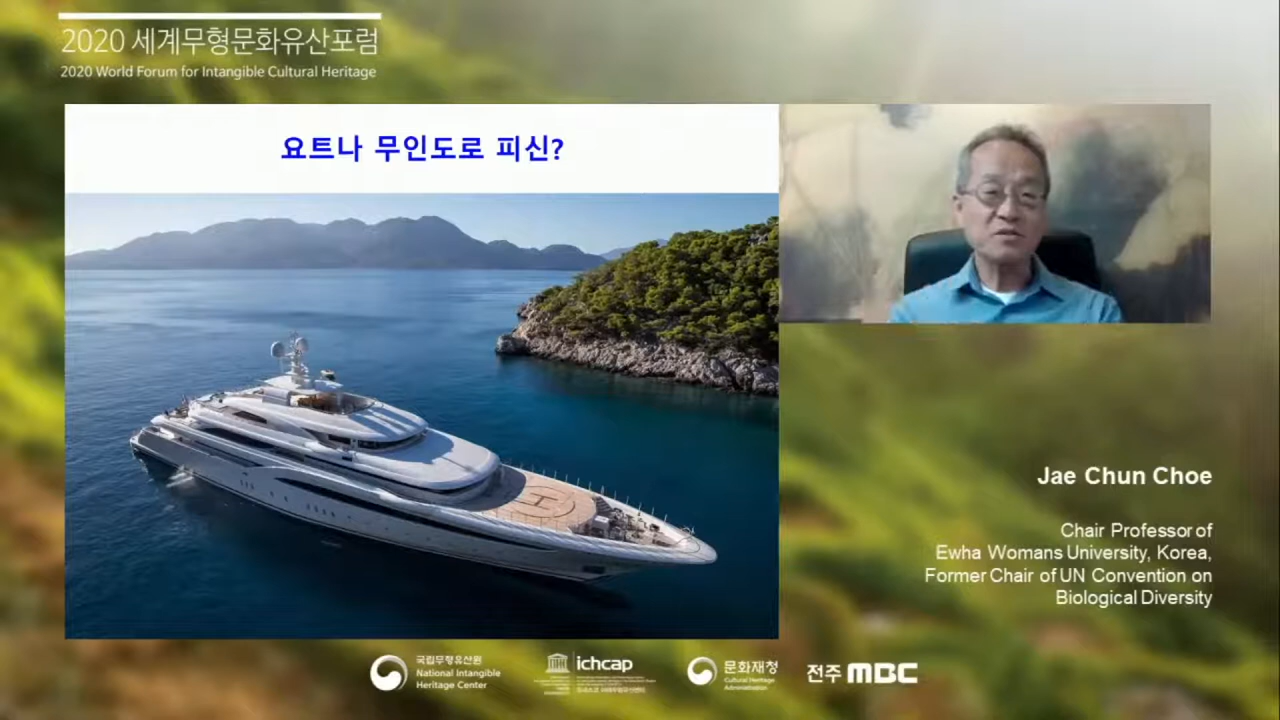 2020 세계무형문화유산포럼
2020 World Forum for Intangible Cultural Heritage
요트나 무인도로 피신?
H
Jae Chun Choe
Chair Professor of
Ewha Womans University, Korea,
Former Chair of UN Convention on
Biological Diversity
국립무형유산원
National Intangible
Heritage Center
ichcap
문화재청
Cultural Heritage
Administration
전주 MBC